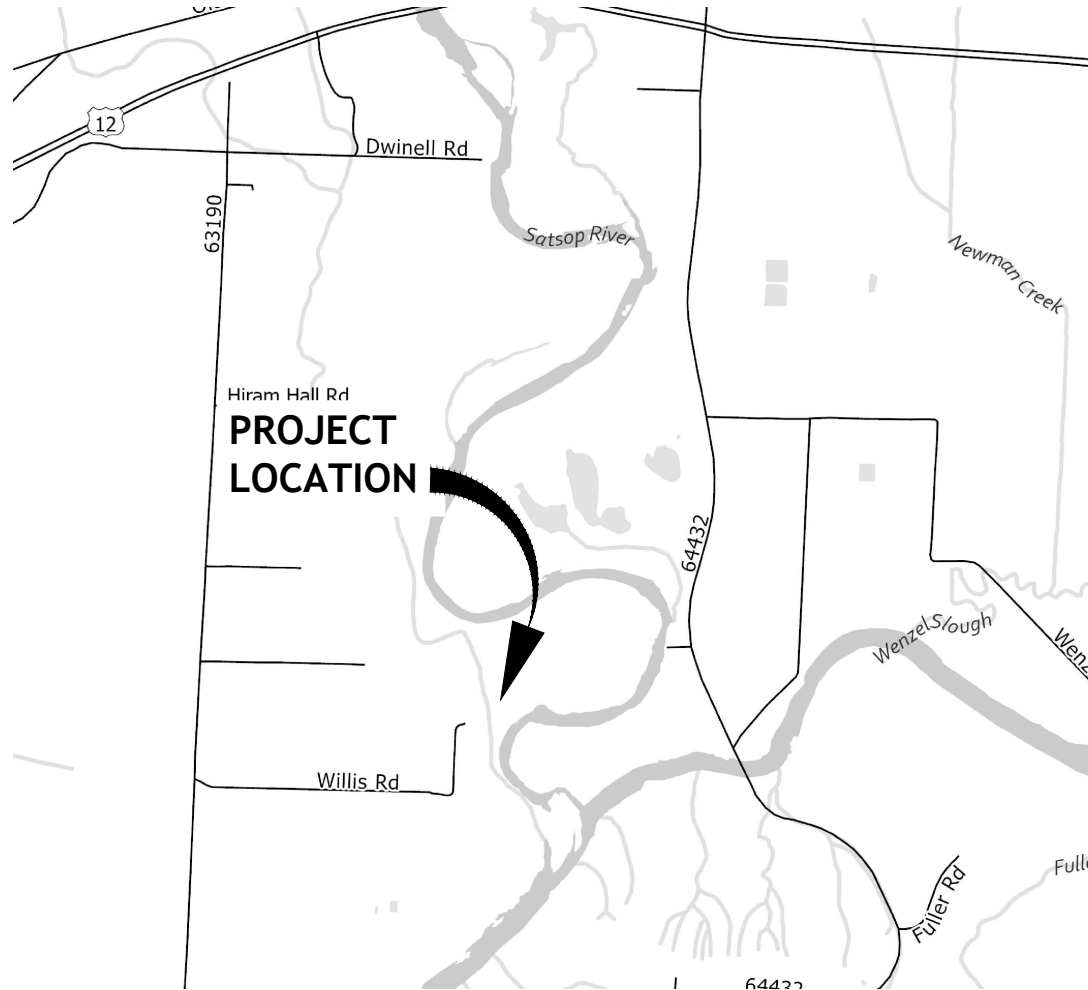 12
Dwinell Rd
63190
Satsop River
Newman Creek
Hiram Hall Rd
PROJECT
LOCATION
64432
Wenzel Slough
Willis Rd
Fuller Rd
64432